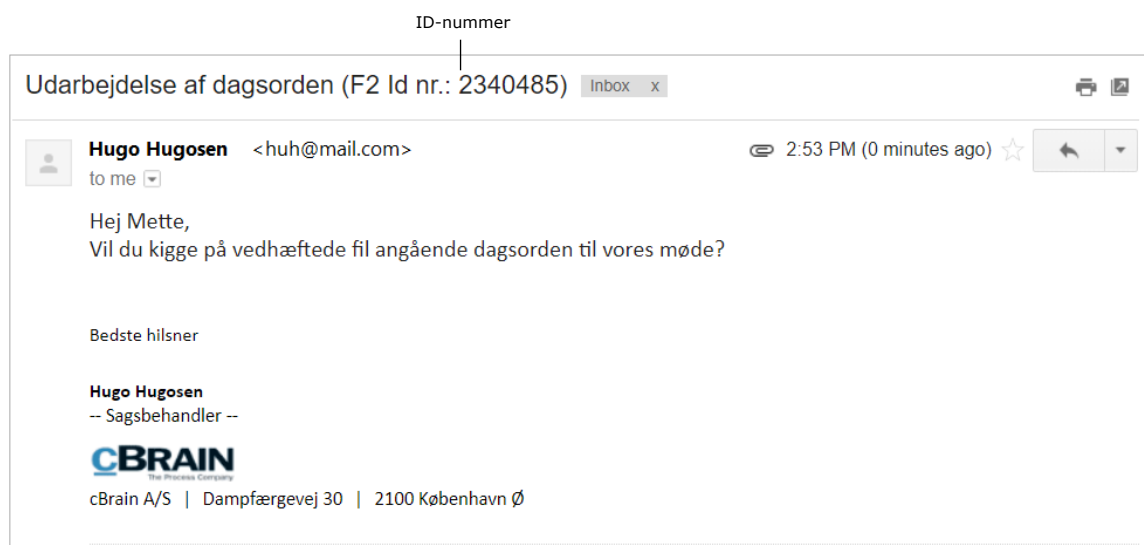 ID-nummer
Udarbejdelse af dagsorden (F2 Id nr.: 2340485) Inbox x
Hugo Hugosen <huh@mail.com> 2:53 PM (0 minutes ago)
to me
Hej Mette,
Vil du kigge på vedhæftede fil angående dagsorden til vores møde?
Bedste hilsner
Hugo Hugosen
-- Sagsbehandler --
cBRAIN
The Process Company
cBrain A/S | Dampfærgevej 30 | 2100 København Ø